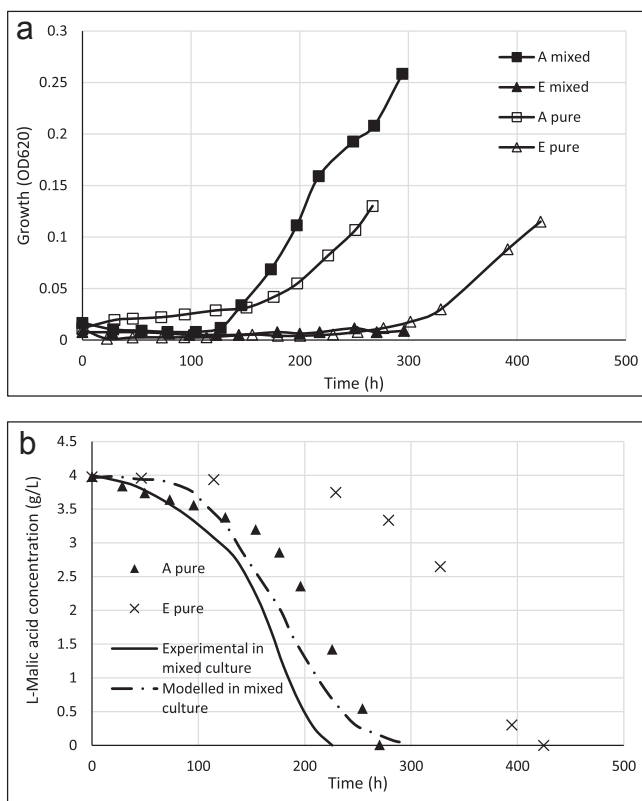 a
0.3
0.25
0.2
0.15
0.1
0.05
0
Growth (OD620)
A mixed
E mixed
A pure
E pure
0 100 200 300 400 500
Time (h)
b
4.5
4
3.5
3
2.5
2
1.5
1
0.5
0
L-Malic acid concentration (g/L)
A pure
E pure
Experimental in
mixed culture
Modelled in mixed
culture
0 100 200 300 400 500
Time (h)